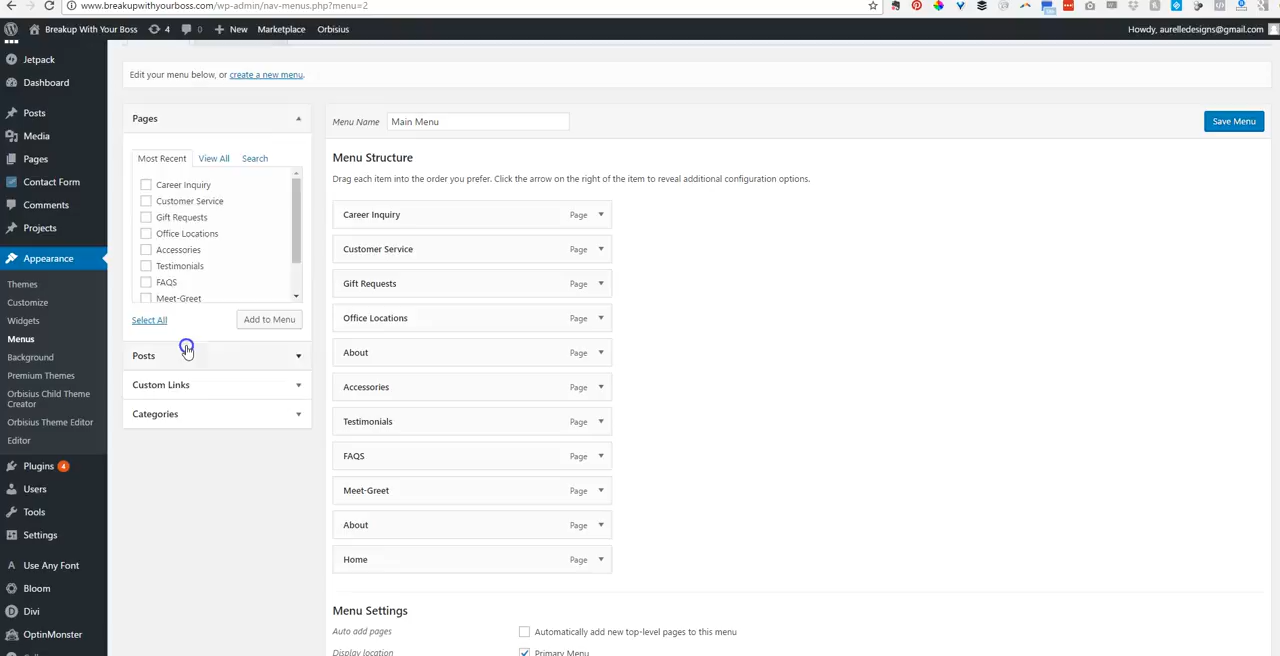 www.breakupwithyourboss.com/wp-admin/nav-menus.php?menu=2
Breakup With Your Boss 4 0 New Marketplace Orbisius Howdy, aurelledesigns@gmail.com
Jetpack
Dashboard
Posts
Media
Pages
Contact Form
Comments
Projects
Appearance
Themes
Customize
Widgets
Menus
Background
Premium Themes
Orbisius Child Theme
Creator
Orbisius Theme Editor
Editor
Plugins 4
Users
Tools
Settings
Use Any Font
Bloom
Divi
OptinMonster
Edit your menu below, or create a new menu.
Pages
Most Recent View All Search
Career Inquiry
Customer Service
Gift Requests
Office Locations
Accessories
Testimonials
FAQS
Meet-Greet
Select All Add to Menu
Posts
Custom Links
Categories
Menu Name Main Menu Save Menu
Menu Structure
Drag each item into the order you prefer. Click the arrow on the right of the item to reveal additional configuration options.
Career Inquiry Page
Customer Service Page
Gift Requests Page
Office Locations Page
About Page
Accessories Page
Testimonials Page
FAQS Page
Meet-Greet Page
About Page
Home Page
Menu Settings
Auto add pages Automatically add new top-level pages to this menu
Display location Primary Menu